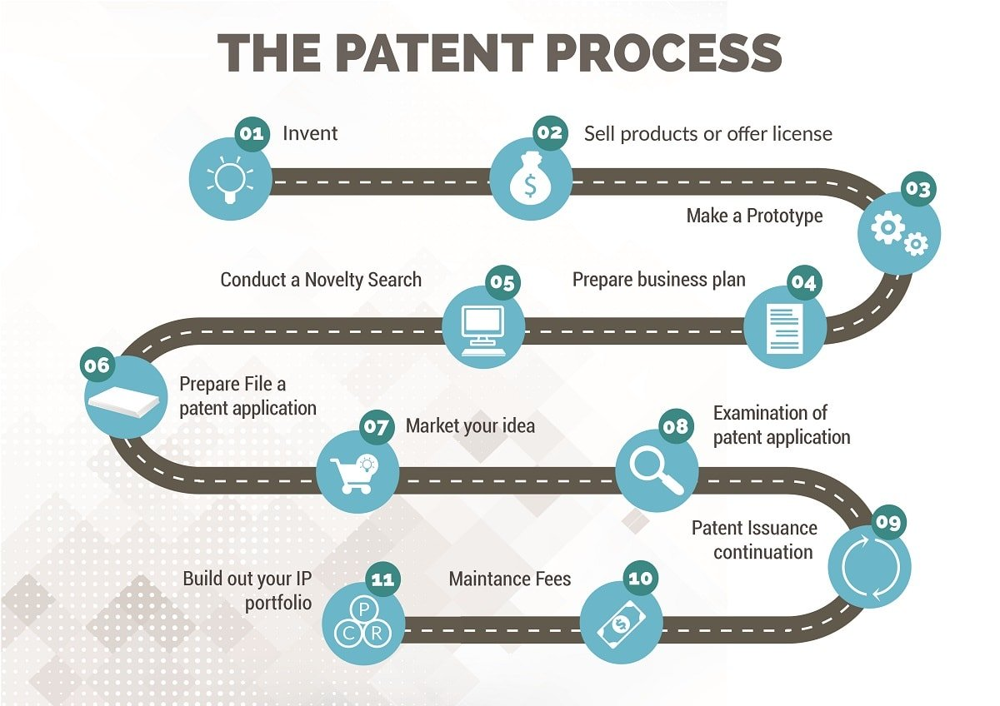 THE PATENT PROCESS
01
Invent
02
Sell products or offer license
03
Make a Prototype
04
Prepare business plan
05
Conduct a Novelty Search
06
Prepare File a
patent application
07
Market your idea
08
Examination of
patent application
09
Patent Issuance
continuation
10
Maintance Fees
11
Build out your IP
portfolio
$
$
P
C R